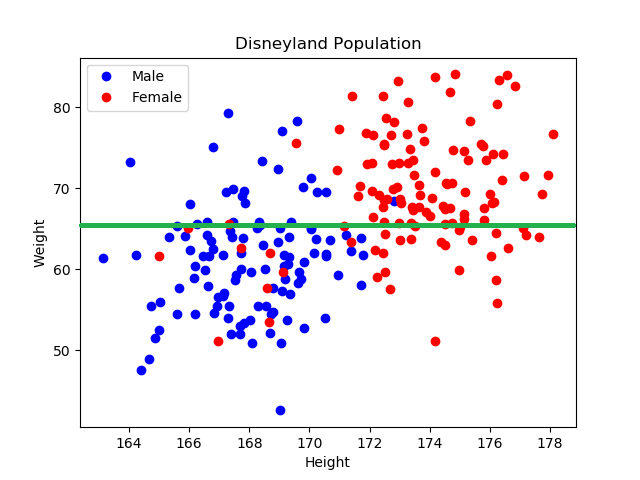 Disneyland Population
Male
Female
Weight
80
70
60
50
164 166 168 170 172 174 176 178
Height